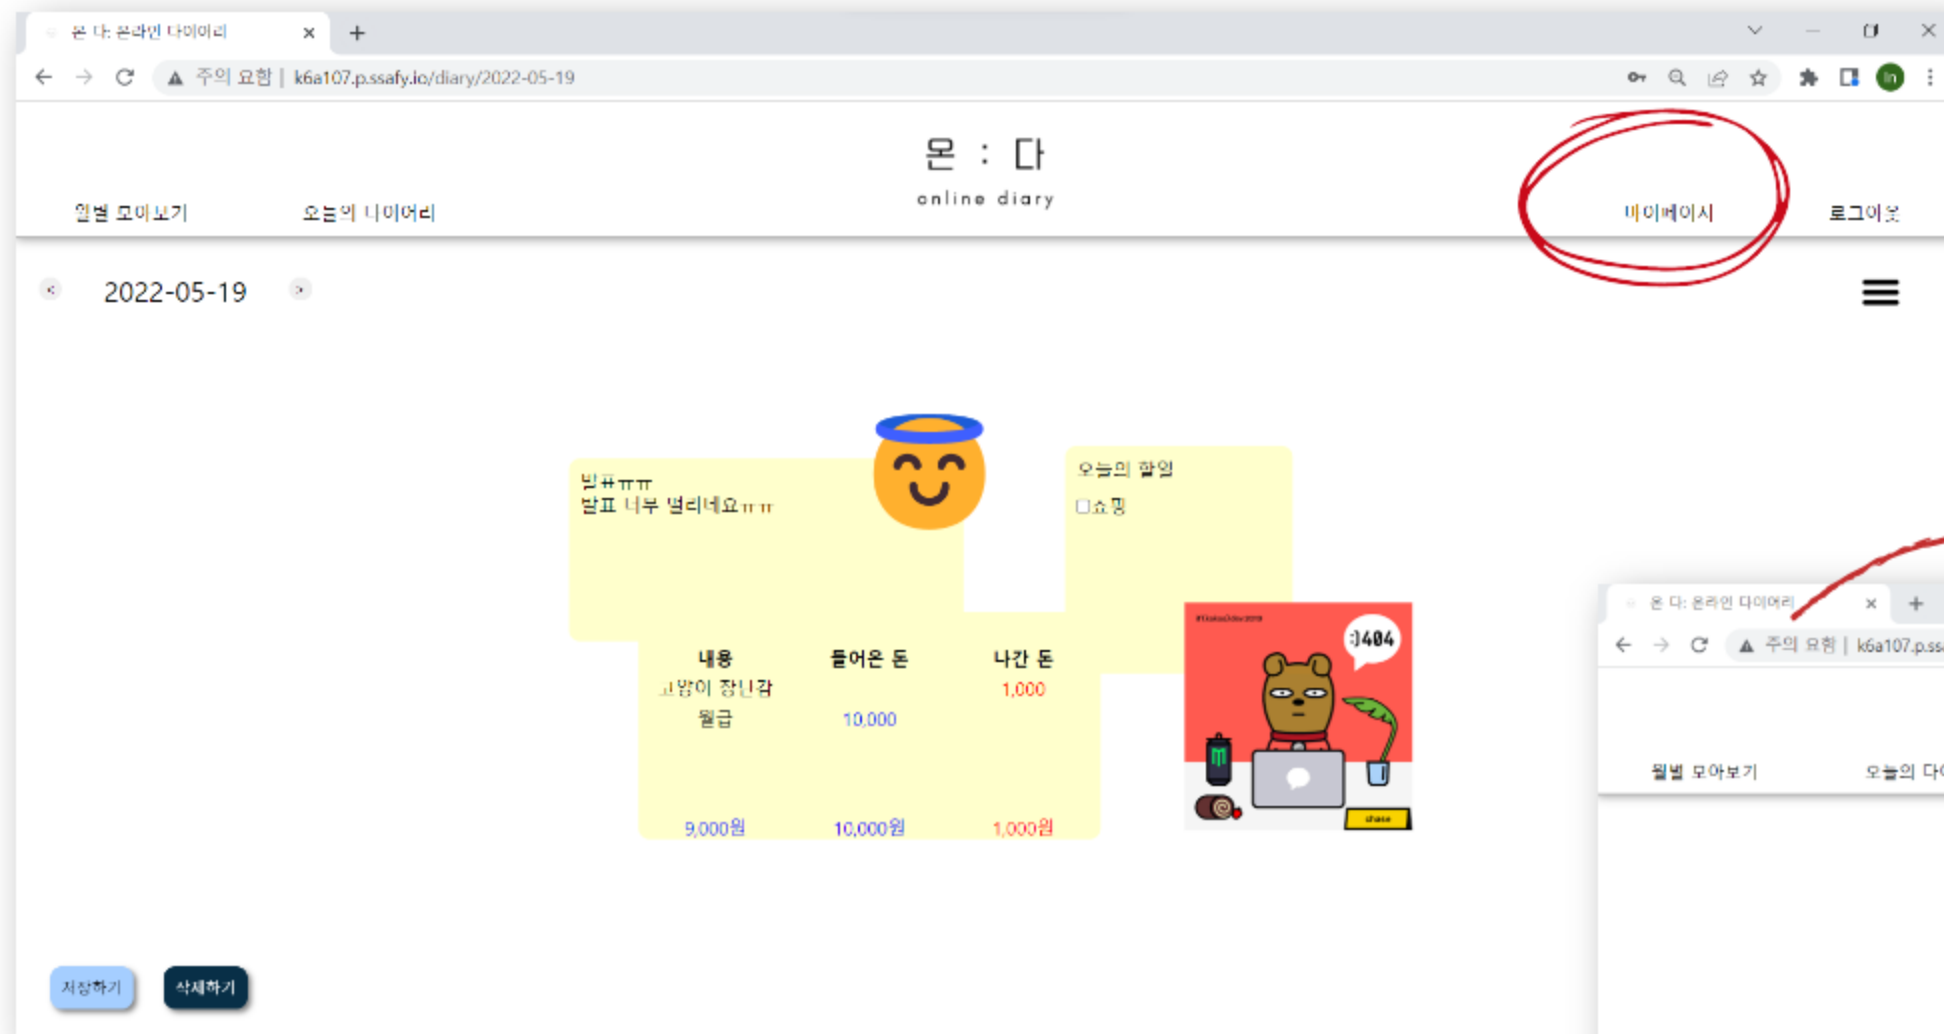 온 다: 온라인 다이어리
주의 요함 | k6a107.p.ssafy.io/diary/2022-05-19
In
온 : 다
online diary
월별 모아보기 오늘의 다이어리 마이페이지 로그아웃
< 2022-05-19 >
발표ㅠㅠ
발표 너무 떨리네요ㅠㅠ
오늘의 할일
쇼핑
내용 들어온 돈 나간 돈
고양이 장난감 1,000
월급 10,000
9,000원 10,000원 1,000원
:)404
chase
저장하기 삭제하기
온 다: 온라인 다이어리
주의 요함 | k6a107.p.ss
월별 모아보기 오늘의 다이